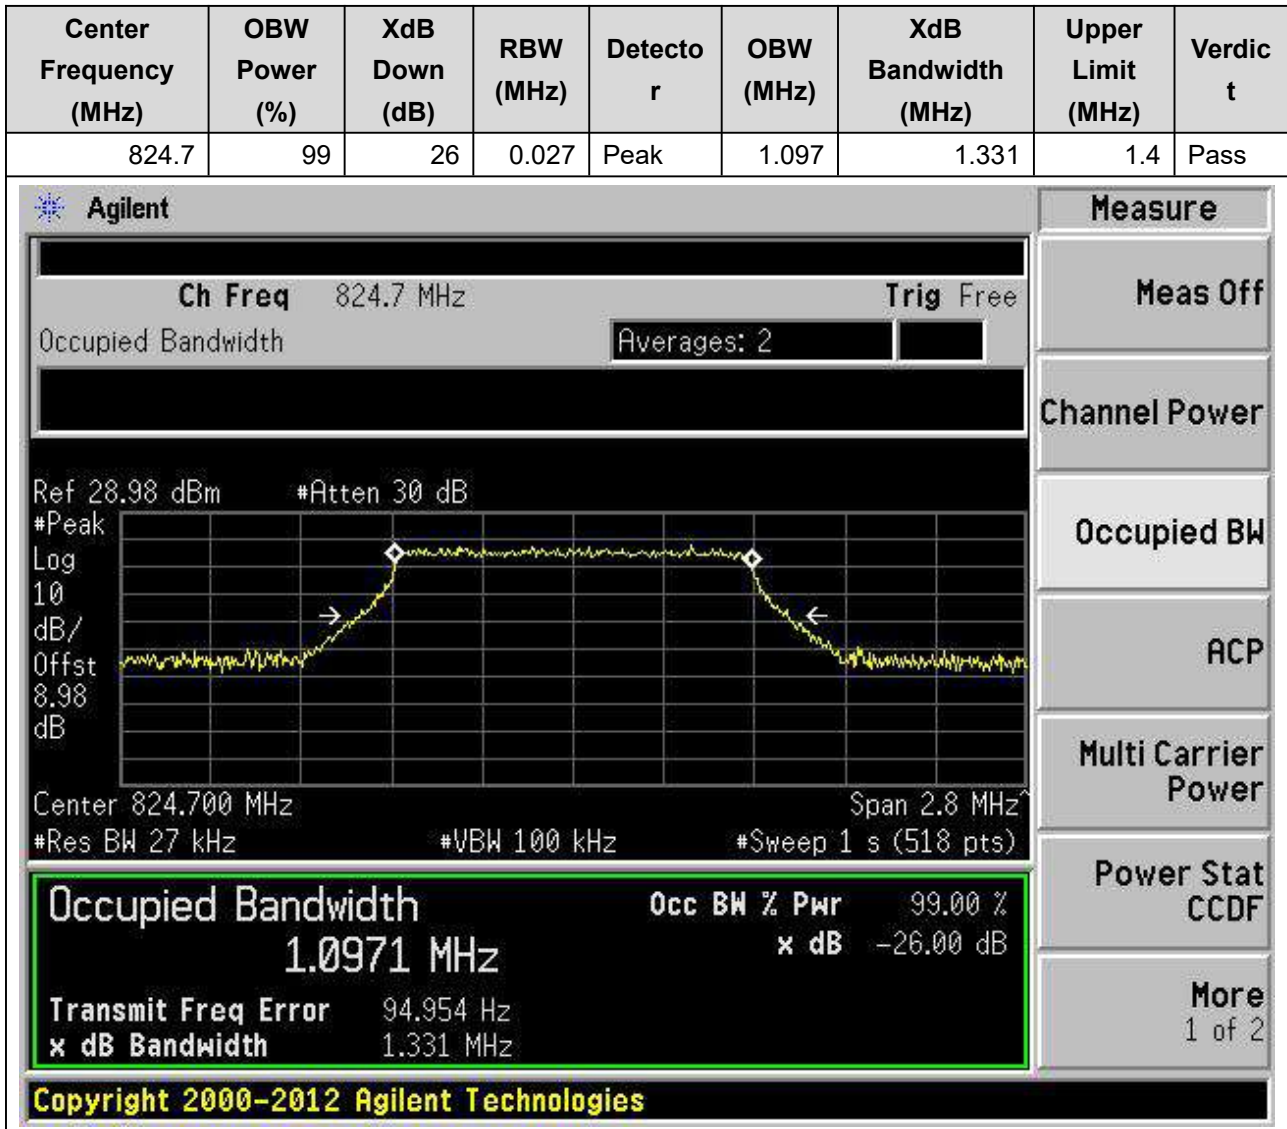 Center Frequency (MHz) OBW Power (%) XdB Down (dB) RBW (MHz) Detecto r OBW (MHz) XdB Bandwidth (MHz) Upper Limit (MHz) Verdic t
824.7 99 26 0.027 Peak 1.097 1.331 1.4 Pass
Agilent
Measure
Ch Freq 824.7 MHz Trig Free
Occupied Bandwidth Averages: 2
Meas Off
Channel Power
Occupied BW
ACP
Multi Carrier
Power
Power Stat
CCDF
More
1 of 2
Ref 28.98 dBm #Atten 30 dB
#Peak
Log
10
dB/
Offst
8.98
dB
Center 824.700 MHz Span 2.8 MHz^
#Res BW 27 kHz #VBW 100 kHz #Sweep 1 s (518 pts)
Occupied Bandwidth Occ BW % Pwr 99.00 %
1.0971 MHz x dB -26.00 dB
Transmit Freq Error 94.954 Hz
x dB Bandwidth 1.331 MHz
Copyright 2000-2012 Agilent Technologies